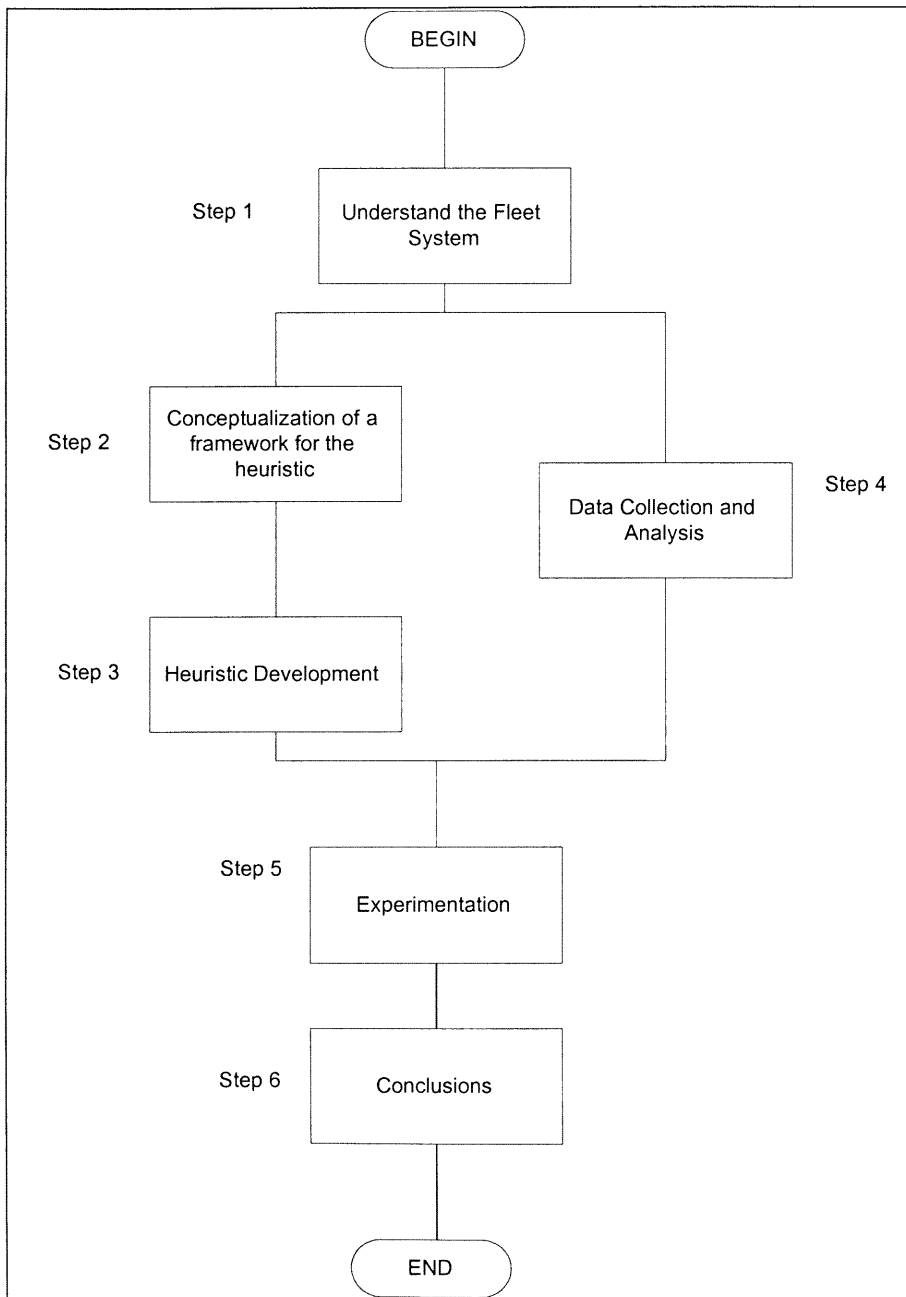 BEGIN
Step 1
Understand the Fleet
System
Step 2
Conceptualization of a
framework for the
heuristic
Step 4
Data Collection and
Analysis
Step 3
Heuristic Development
Step 5
Experimentation
Step 6
Conclusions
END